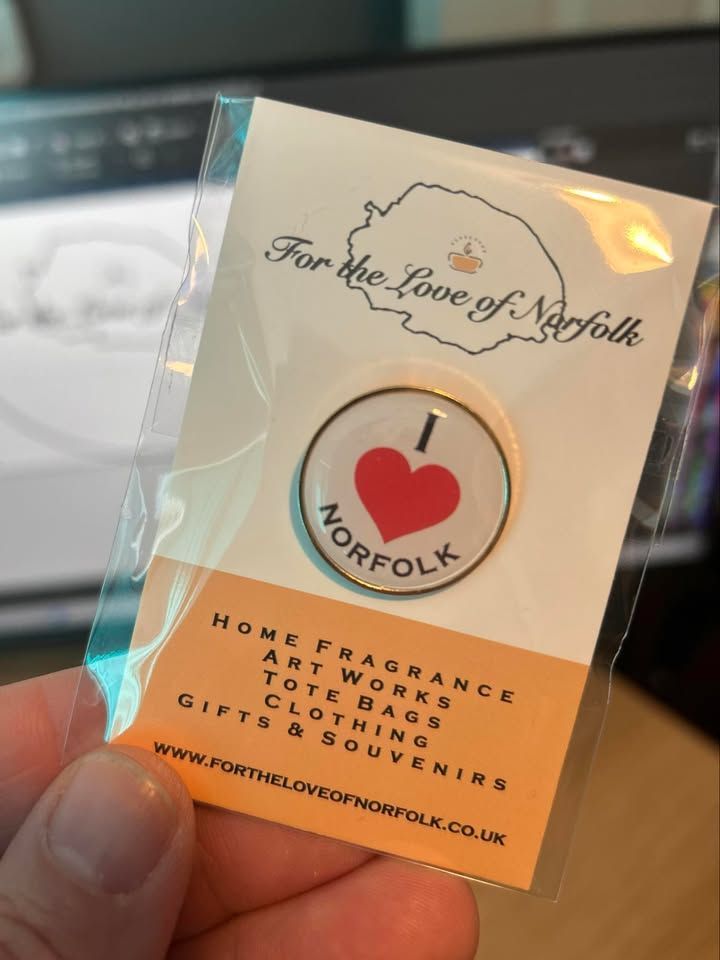 For the Love of Norfolk
I
NORFOLK
HOME FRAGRANCE
ART WORKS
TOTE BAGS
CLOTHING
GIFTS & SOUVENIRS
WWW.FORTHELOVEOFNORFOLK.CO.UK